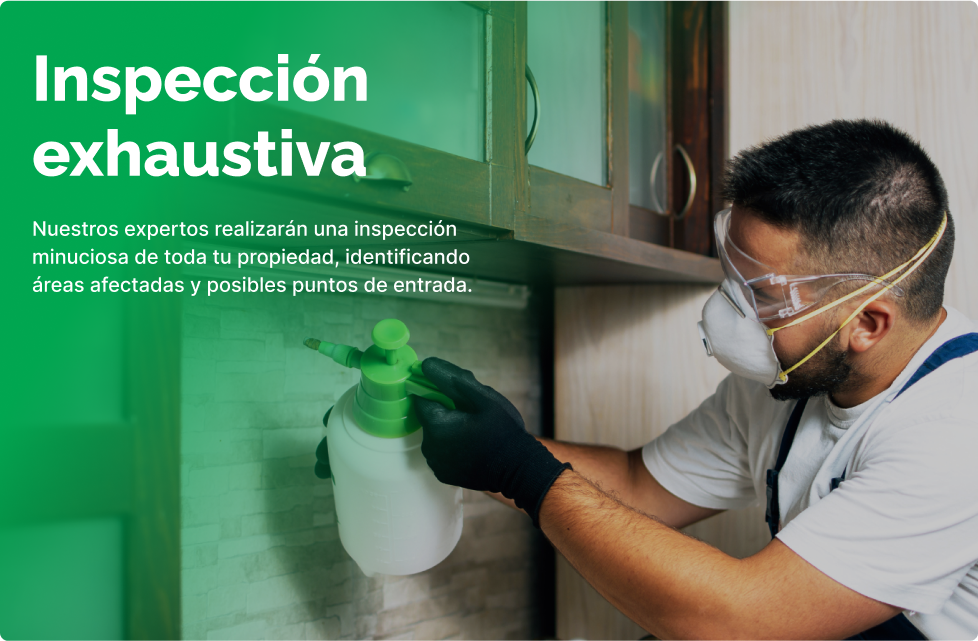 Inspección
exhaustiva
Nuestros expertos realizarán una inspección
minuciosa de toda tu propiedad, identificando
áreas afectadas y posibles puntos de entrada.